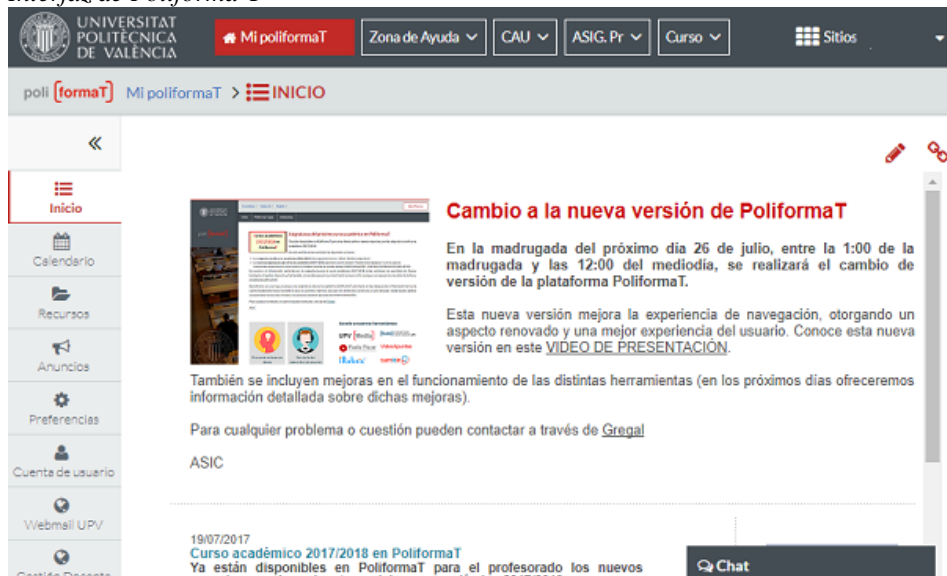 Interfaz de Poliforma T
UNIVERSITAT
POLITÈCNICA
DE VALÈNCIA
Mi poliformaT
Zona de Ayuda
CAU
ASIG. Pr
Curso
Sitios
poli [formaT] Mi poliformaT > INICIO
Inicio
Calendario
Recursos
Anuncios
Preferencias
Cuenta de usuario
Webmail UPV
Gestión Docente
Cambio a la nueva versión de PoliformaT
En la madrugada del próximo día 26 de julio, entre la 1:00 de la
madrugada y las 12:00 del mediodía, se realizará el cambio de
versión de la plataforma PoliformaT.
Esta nueva versión mejora la experiencia de navegación, otorgando un
aspecto renovado y una mejor experiencia del usuario. Conoce esta nueva
versión en este VIDEO DE PRESENTACIÓN.
También se incluyen mejoras en el funcionamiento de las distintas herramientas (en los próximos días ofreceremos
información detallada sobre dichas mejoras).
Para cualquier problema o cuestión pueden contactar a través de Gregal
ASIC
19/07/2017
Curso académico 2017/2018 en PoliformaT
Ya están disponibles en PoliformaT para el profesorado los nuevos
Chat